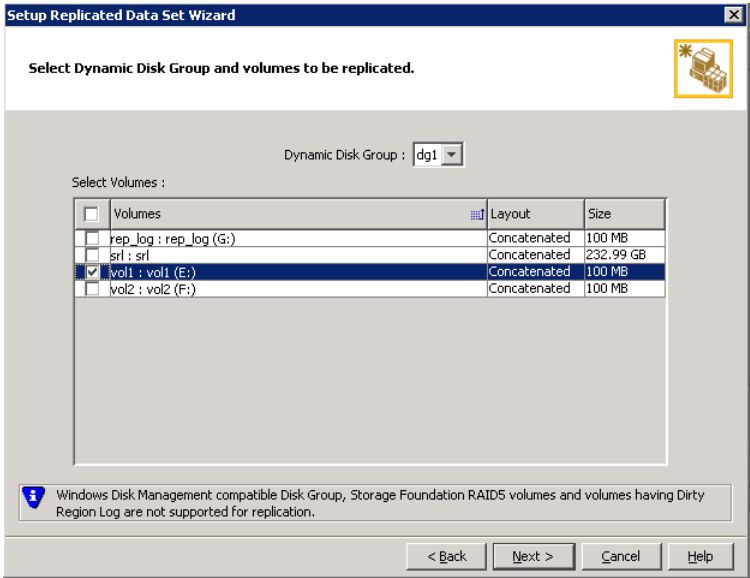 Setup Replicated Data Set Wizard
Select Dynamic Disk Group and volumes to be replicated.
Dynamic Disk Group : dg1
Select Volumes :
Volumes Layout Size
rep_log : rep_log (G:) Concatenated 100 MB
srl : srl Concatenated 232.99 GB
vol1 : vol1 (E:) Concatenated 100 MB
vol2 : vol2 (F:) Concatenated 100 MB
Windows Disk Management compatible Disk Group, Storage Foundation RAID5 volumes and volumes having Dirty
Region Log are not supported for replication.
< Back Next > Cancel Help